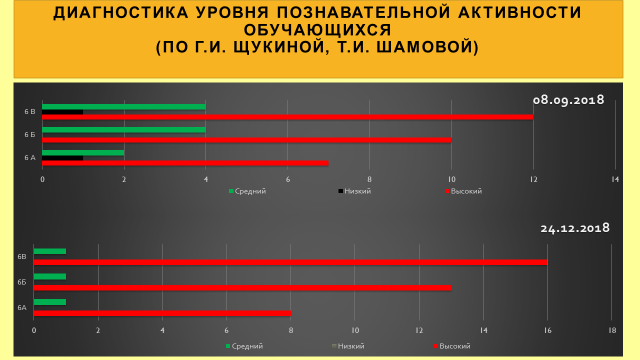 ДИАГНОСТИКА УРОВНЯ ПОЗНАВАТЕЛЬНОЙ АКТИВНОСТИ
ОБУЧАЮЩИХСЯ
(ПО Г.И. ЩУКИНОЙ, Т.И. ШАМОВОЙ)
08.09.2018
6 В
6 Б
6 А
0 2 4 6 8 10 12 14
Средний Низкий Высокий
24.12.2018
6В
6Б
6А
0 2 4 6 8 10 12 14 16 18
Средний Низкий Высокий